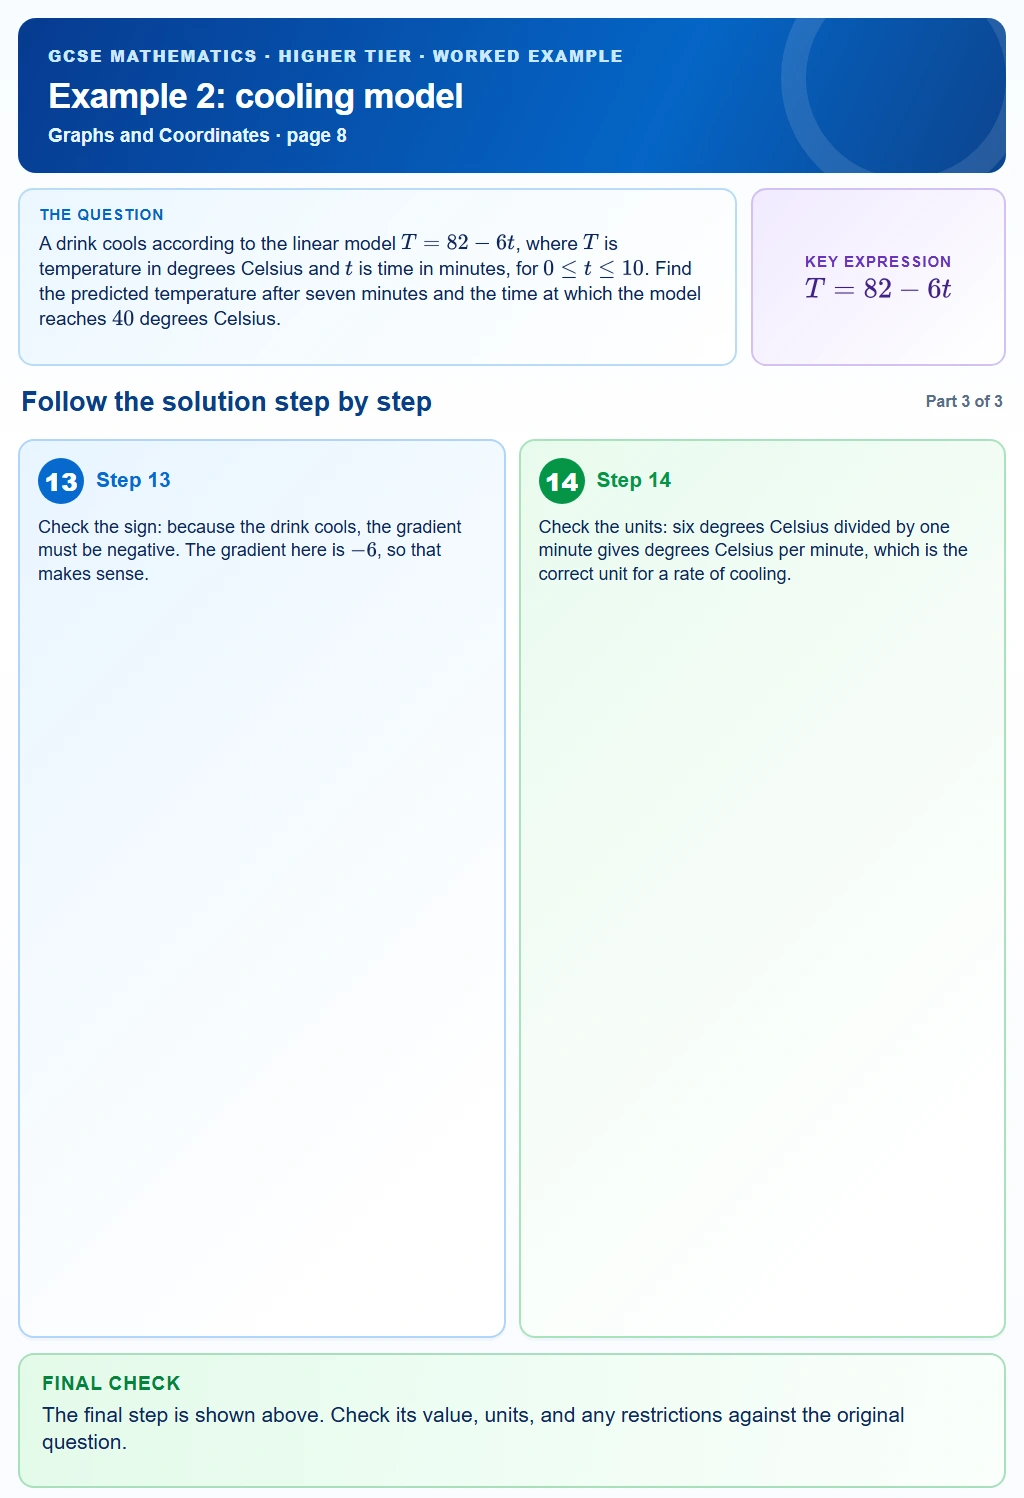 GCSE MATHEMATICS · HIGHER TIER · WORKED EXAMPLE
Example 2: cooling model
Graphs and Coordinates · page 8
THE QUESTION
A drink cools according to the linear model T = 82 − 6t, where T is
temperature in degrees Celsius and t is time in minutes, for 0 ≤ t ≤ 10. Find
the predicted temperature after seven minutes and the time at which the model
reaches 40 degrees Celsius.
KEY EXPRESSION
T = 82 − 6t
Follow the solution step by step
Part 3 of 3
13 Step 13
Check the sign: because the drink cools, the gradient
must be negative. The gradient here is −6, so that
makes sense.
14 Step 14
Check the units: six degrees Celsius divided by one
minute gives degrees Celsius per minute, which is the
correct unit for a rate of cooling.
FINAL CHECK
The final step is shown above. Check its value, units, and any restrictions against the original
question.